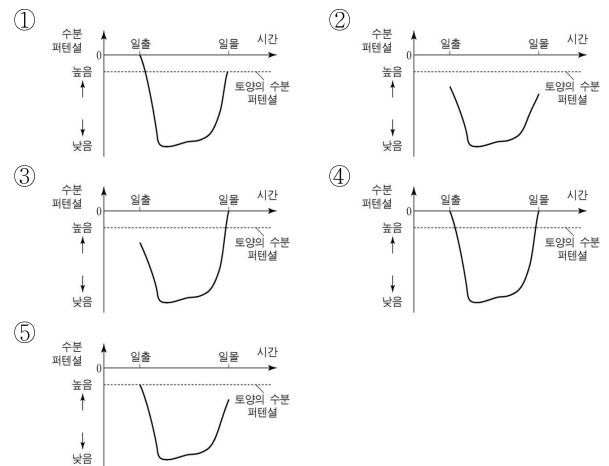 ①
수분
퍼텐셜
0
일출
일몰
시간
높음
토양의 수분
퍼텐셜
낮음
②
수분
퍼텐셜
0
일출
일몰
시간
높음
토양의 수분
퍼텐셜
낮음
③
수분
퍼텐셜
0
일출
일몰
시간
높음
토양의 수분
퍼텐셜
낮음
④
수분
퍼텐셜
0
일출
일몰
시간
높음
토양의 수분
퍼텐셜
낮음
⑤
수분
퍼텐셜
0
일출
일몰
시간
높음
토양의 수분
퍼텐셜
낮음